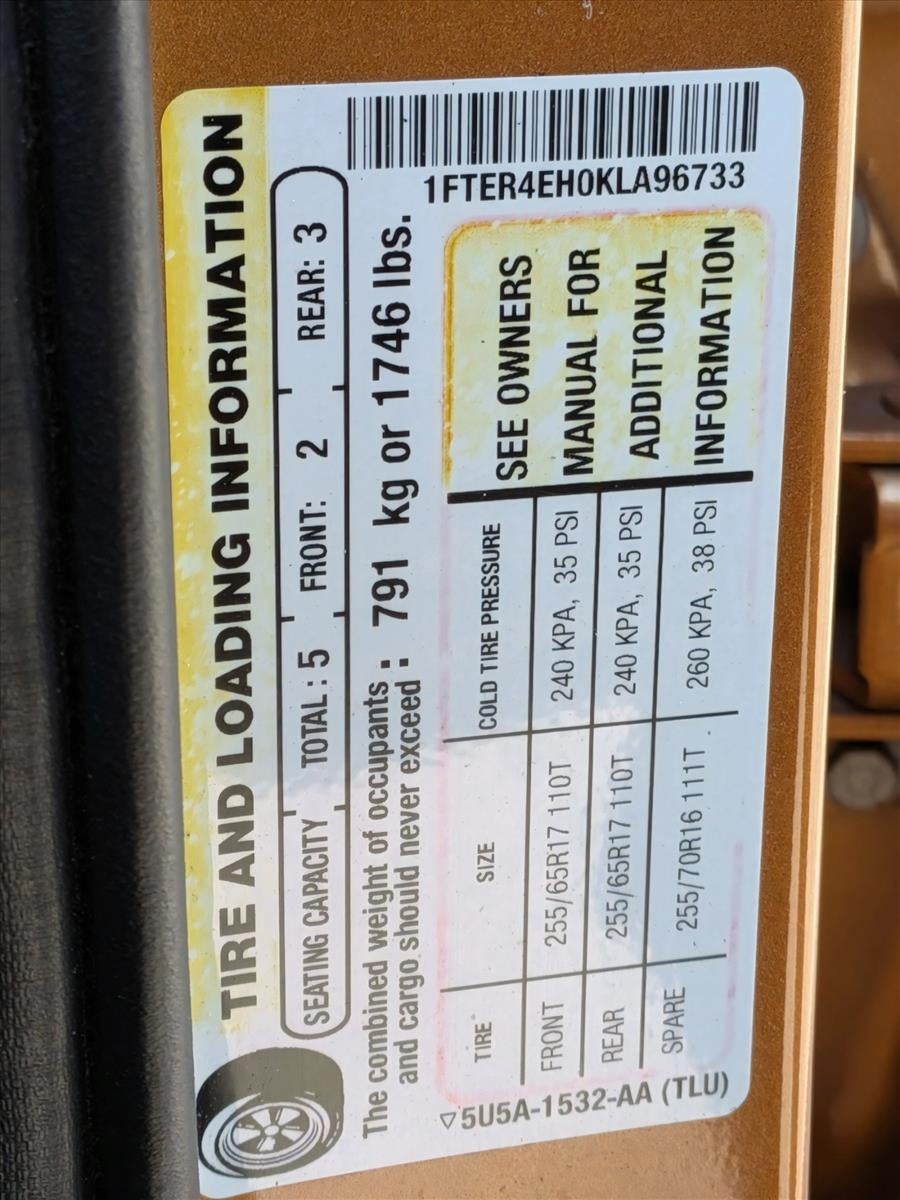 TIRE AND LOADING INFORMATION
SEATING CAPACITY TOTAL : 5 FRONT: 2 REAR: 3
The combined weight of occupants
and cargo should never exceed : 791 kg or 1746 lbs.
1FTER4EH0KLA96733
TIRE SIZE COLD TIRE PRESSURE
FRONT 255/65R17 110T 240 KPA, 35 PSI
REAR 255/65R17 110T 240 KPA, 35 PSI
SPARE 255/70R16 111T 260 KPA, 38 PSI
SEE OWNERS
MANUAL FOR
ADDITIONAL
INFORMATION
5U5A-1532-AA (TLU)